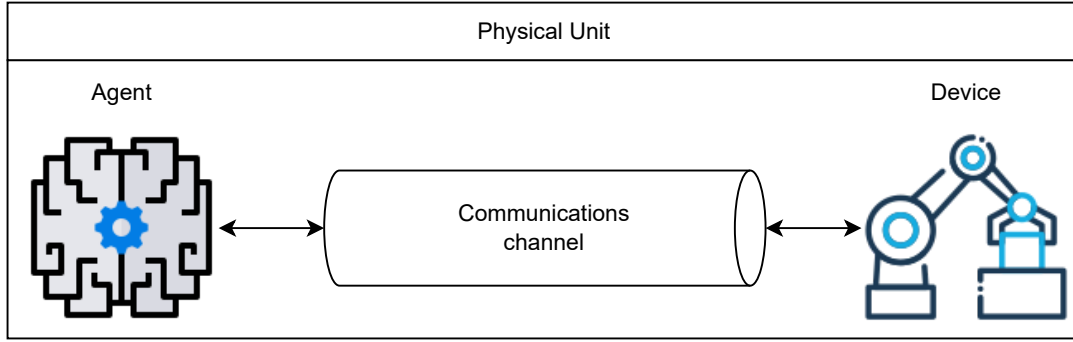 Physical Unit
Agent
Device
Communications
channel